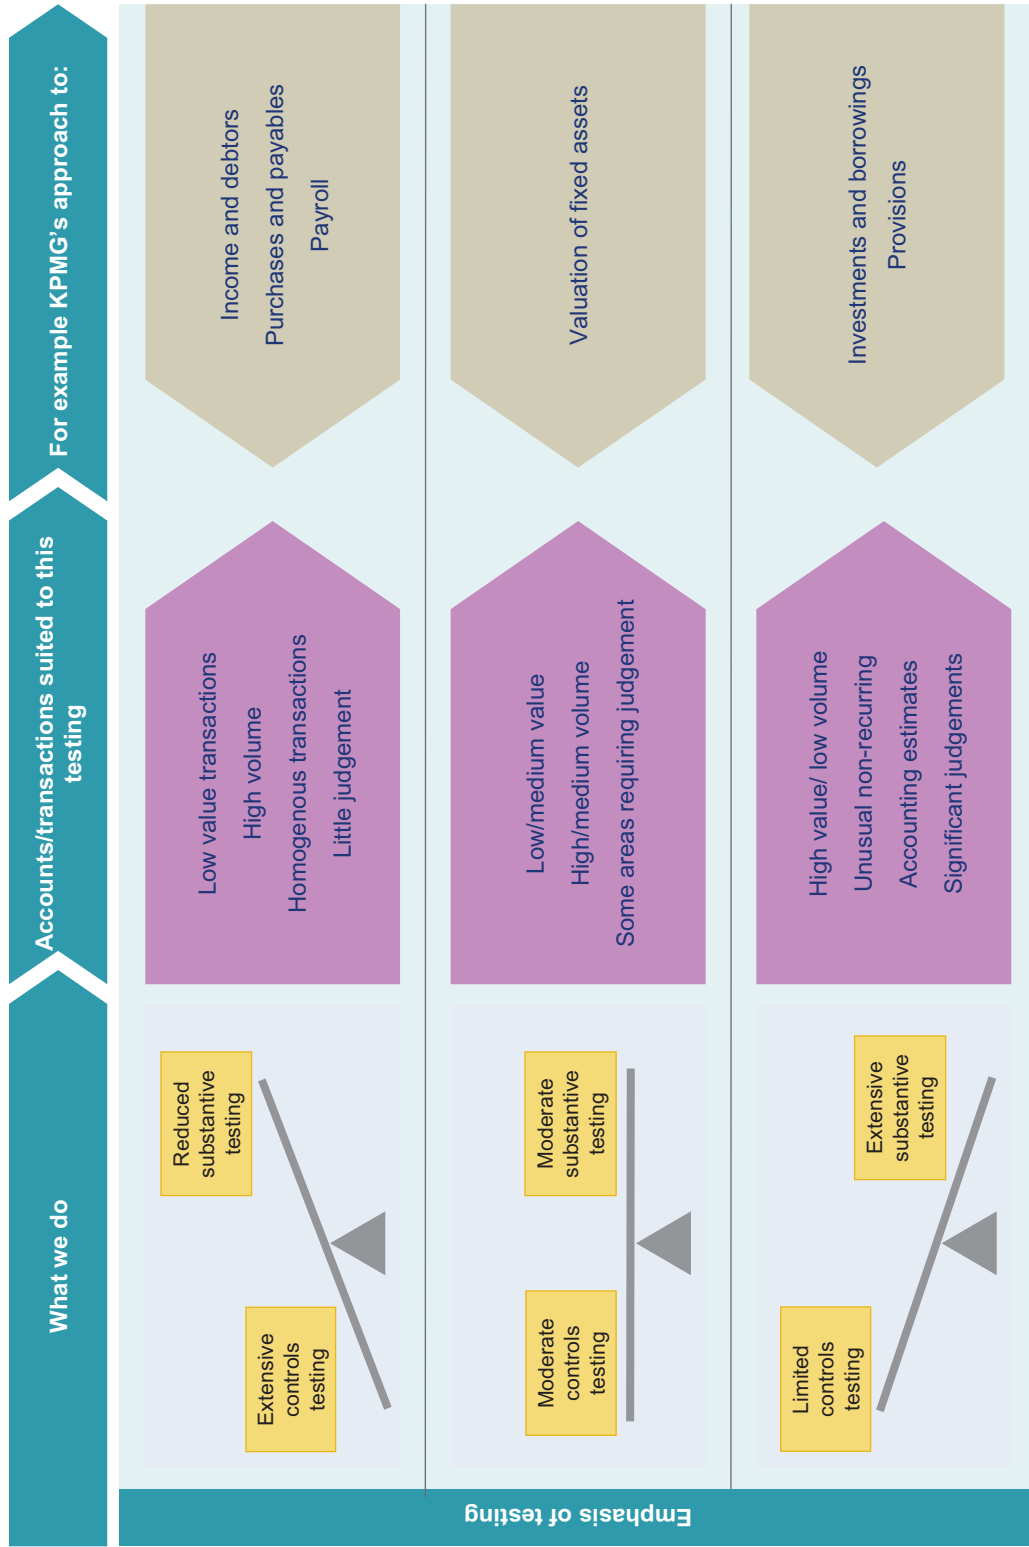 What we do
Accounts/transactions suited to this
testing
For example KPMG's approach to:
Emphasis of testing
Extensive
controls
testing
Reduced
substantive
testing
Low value transactions
High volume
Homogenous transactions
Little judgement
Income and debtors
Purchases and payables
Payroll
Moderate
controls
testing
Moderate
substantive
testing
Low/medium value
High/medium volume
Some areas requiring judgement
Valuation of fixed assets
Limited
controls
testing
Extensive
substantive
testing
High value/ low volume
Unusual non-recurring
Accounting estimates
Significant judgements
Investments and borrowings
Provisions